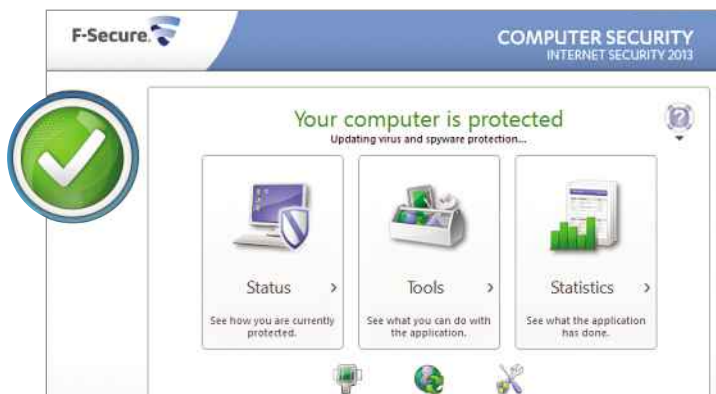 F-Secure.
COMPUTER SECURITY
INTERNET SECURITY 2013
Your computer is protected
Updating virus and spyware protection...
Status >
See how you are currently
protected.
Tools >
See what you can do with
the application.
Statistics >
See what the application
has done.